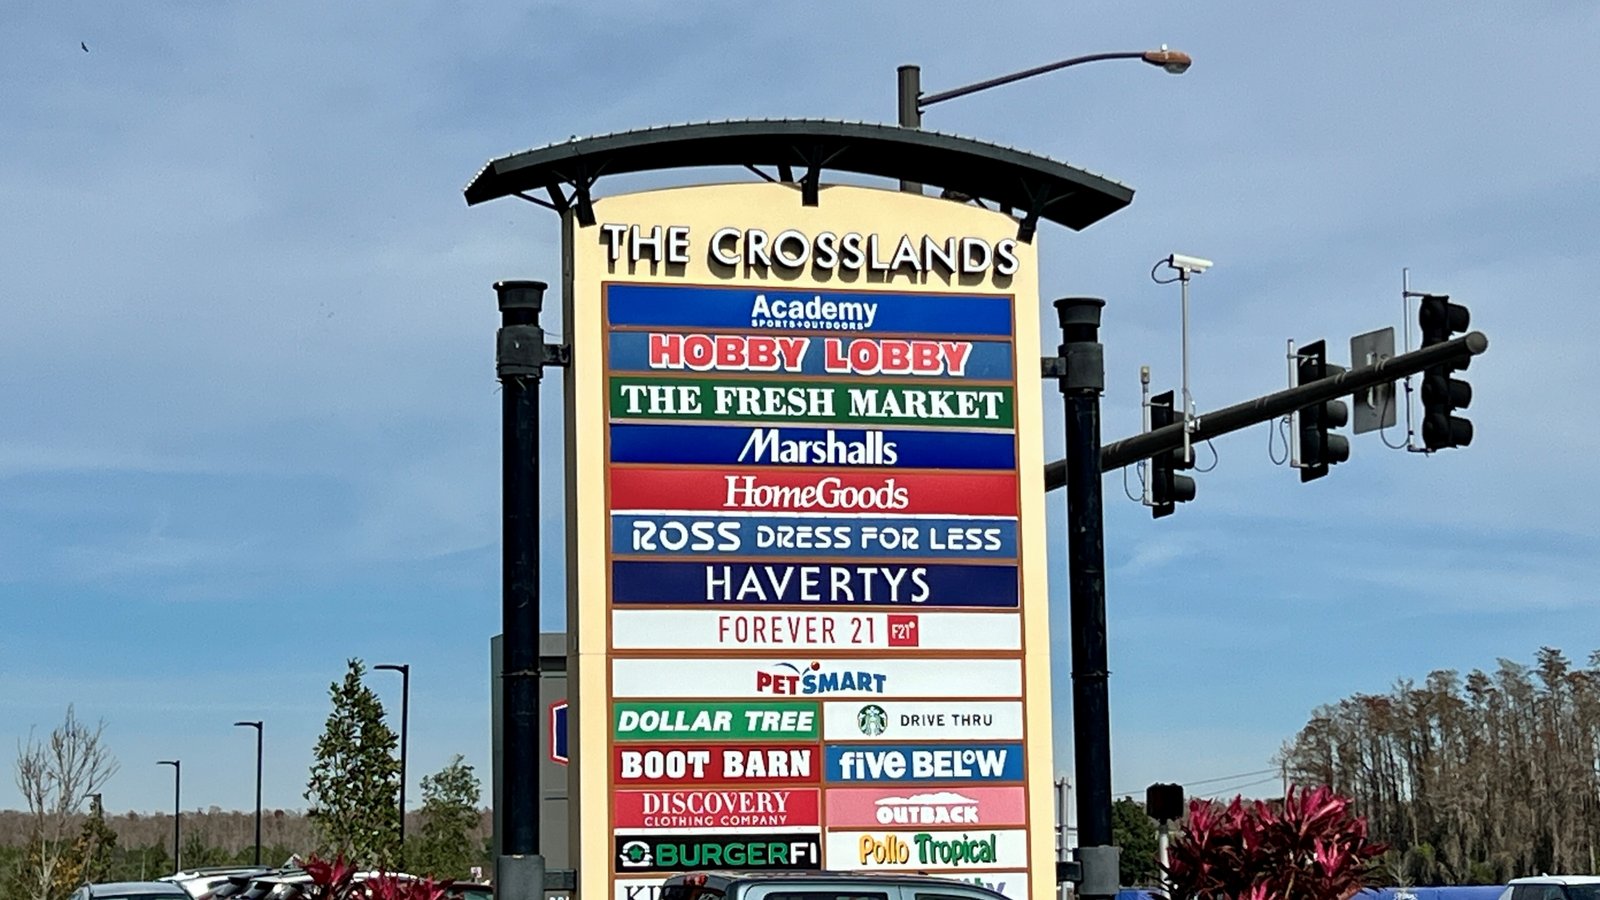 THE CROSSLANDS
Academy
SPORTS+OUTDOORS
HOBBY LOBBY
THE FRESH MARKET
Marshalls
HomeGoods
ROSS DRESS FOR LESS
HAVERTYS
FOREVER 21 F21
PETSMART
DOLLAR TREE
DRIVE THRU
BOOT BARN
five BELOW
DISCOVERY
CLOTHING COMPANY
OUTBACK
BURGERFI
Pollo Tropical